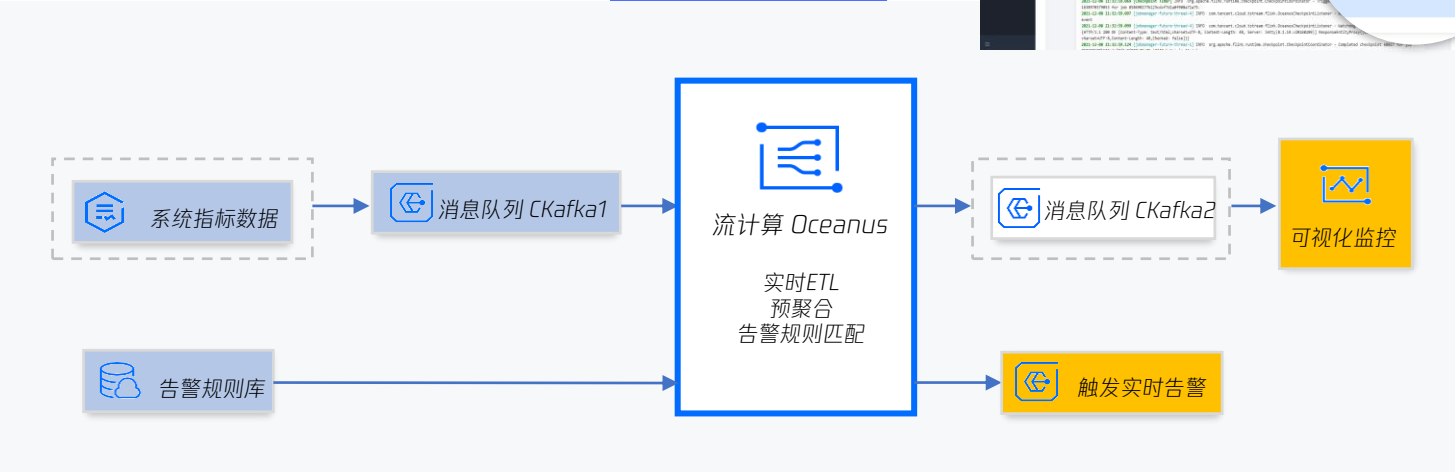 系统指标数据
消息队列 CKafka1
流计算 Oceanus
实时ETL
预聚合
告警规则匹配
消息队列 CKafka2
可视化监控
告警规则库
触发实时告警